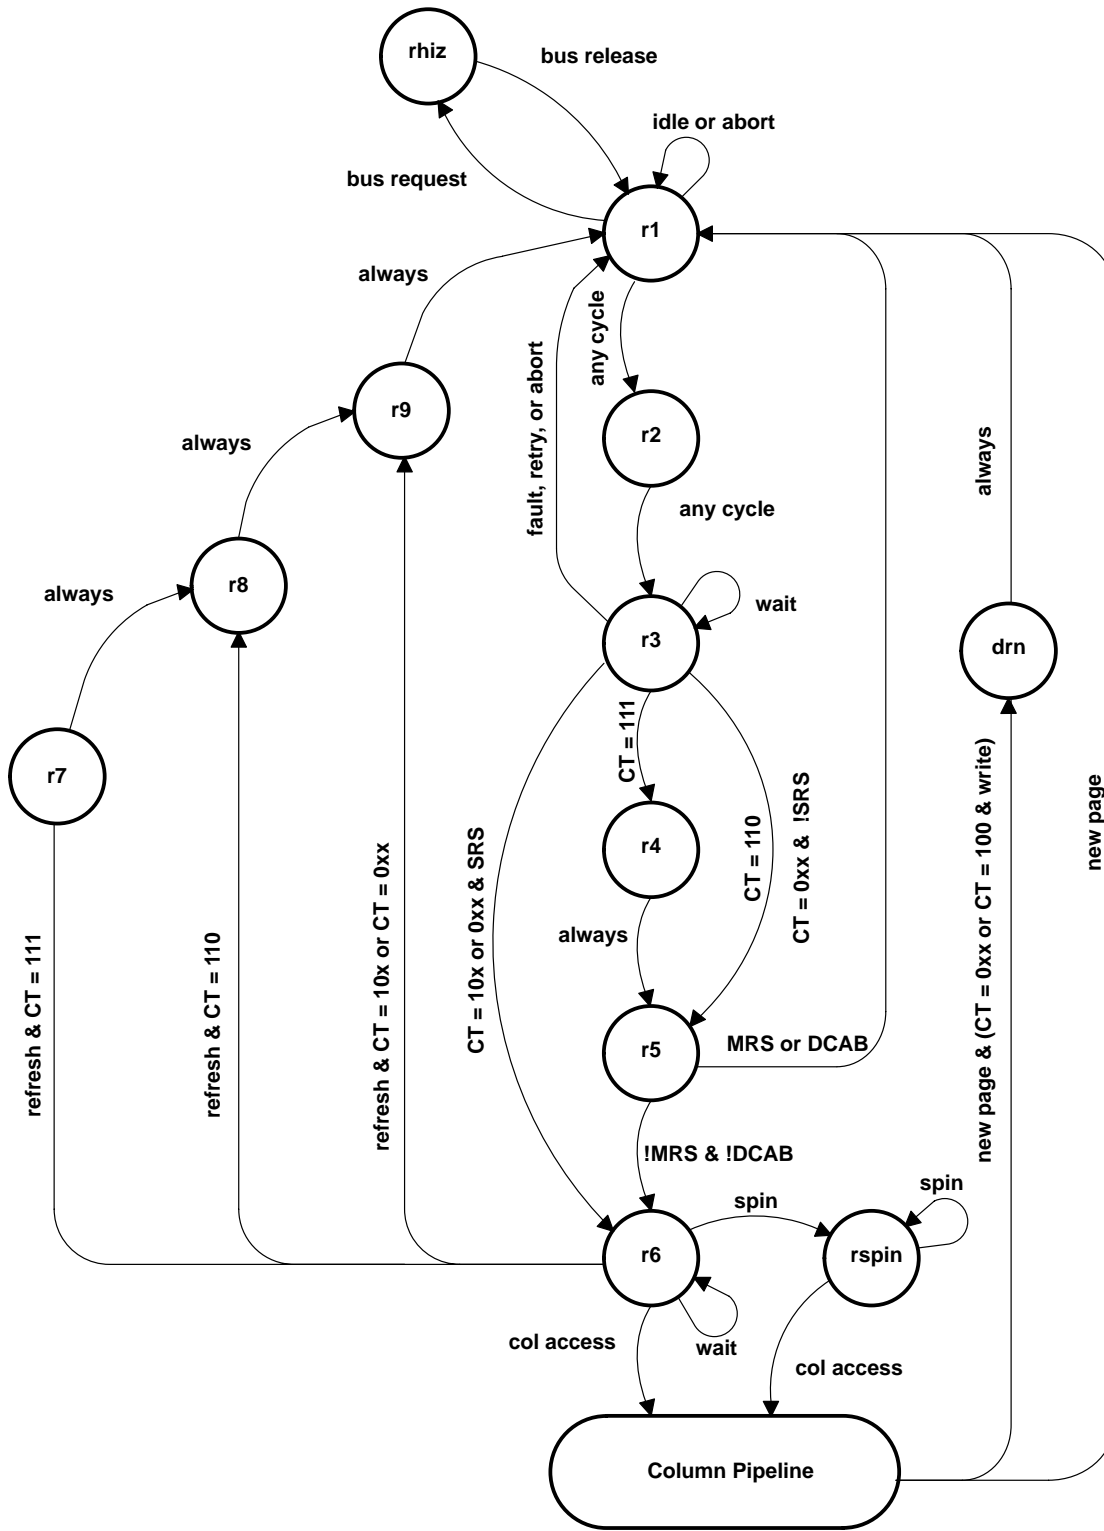 rhiz
bus release
idle or abort
bus request
r1
always
any cycle
fault, retry, or abort
r9
r2
always
always
any cycle
r8
always
wait
r3
drn
CT = 111
r7
CT = 10x or 0xx & SRS
CT = 110
CT = 0xx & !SRS
new page & (CT = 0xx or CT = 100 & write)
new page
r4
refresh & CT = 111
refresh & CT = 110
refresh & CT = 10x or CT = 0xx
always
r5
MRS or DCAB
!MRS & !DCAB
spin
spin
r6
rspin
col access
wait
col access
Column Pipeline